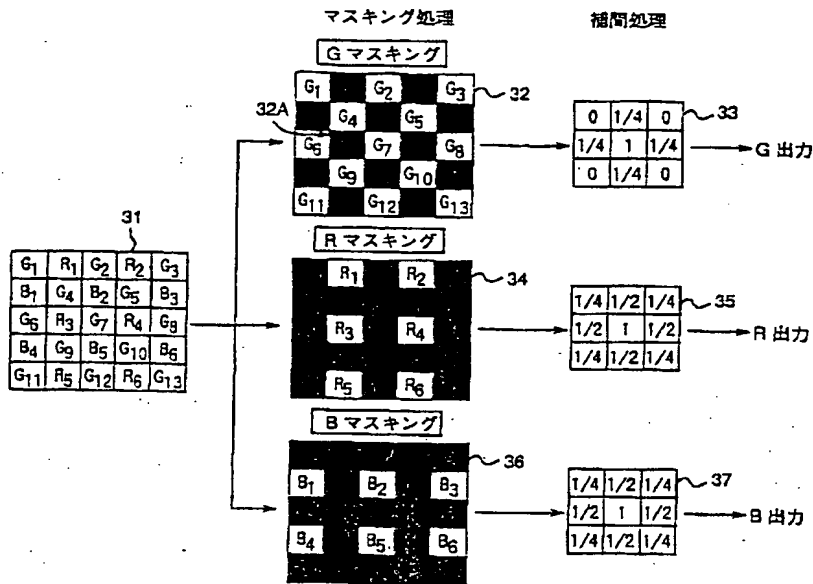 マスキング処理
補間処理
G マスキング
G1 G2 G3
32
32A
G4 G5
G6 G7 G8
G9 G10
G11 G12 G13
0 1/4 0
1/4 1 1/4
0 1/4 0
33
G 出力
31
G1 R1 G2 R2 G3
B1 G4 B2 G5 B3
G6 R3 G7 R4 G8
B4 G9 B5 G10 B6
G11 R5 G12 R6 G13
R マスキング
R1 R2
34
R3 R4
R5 R6
1/4 1/2 1/4
1/2 1 1/2
1/4 1/2 1/4
35
R 出力
B マスキング
36
B1 B2 B3
B4 B5 B6
1/4 1/2 1/4
1/2 1 1/2
1/4 1/2 1/4
37
B 出力